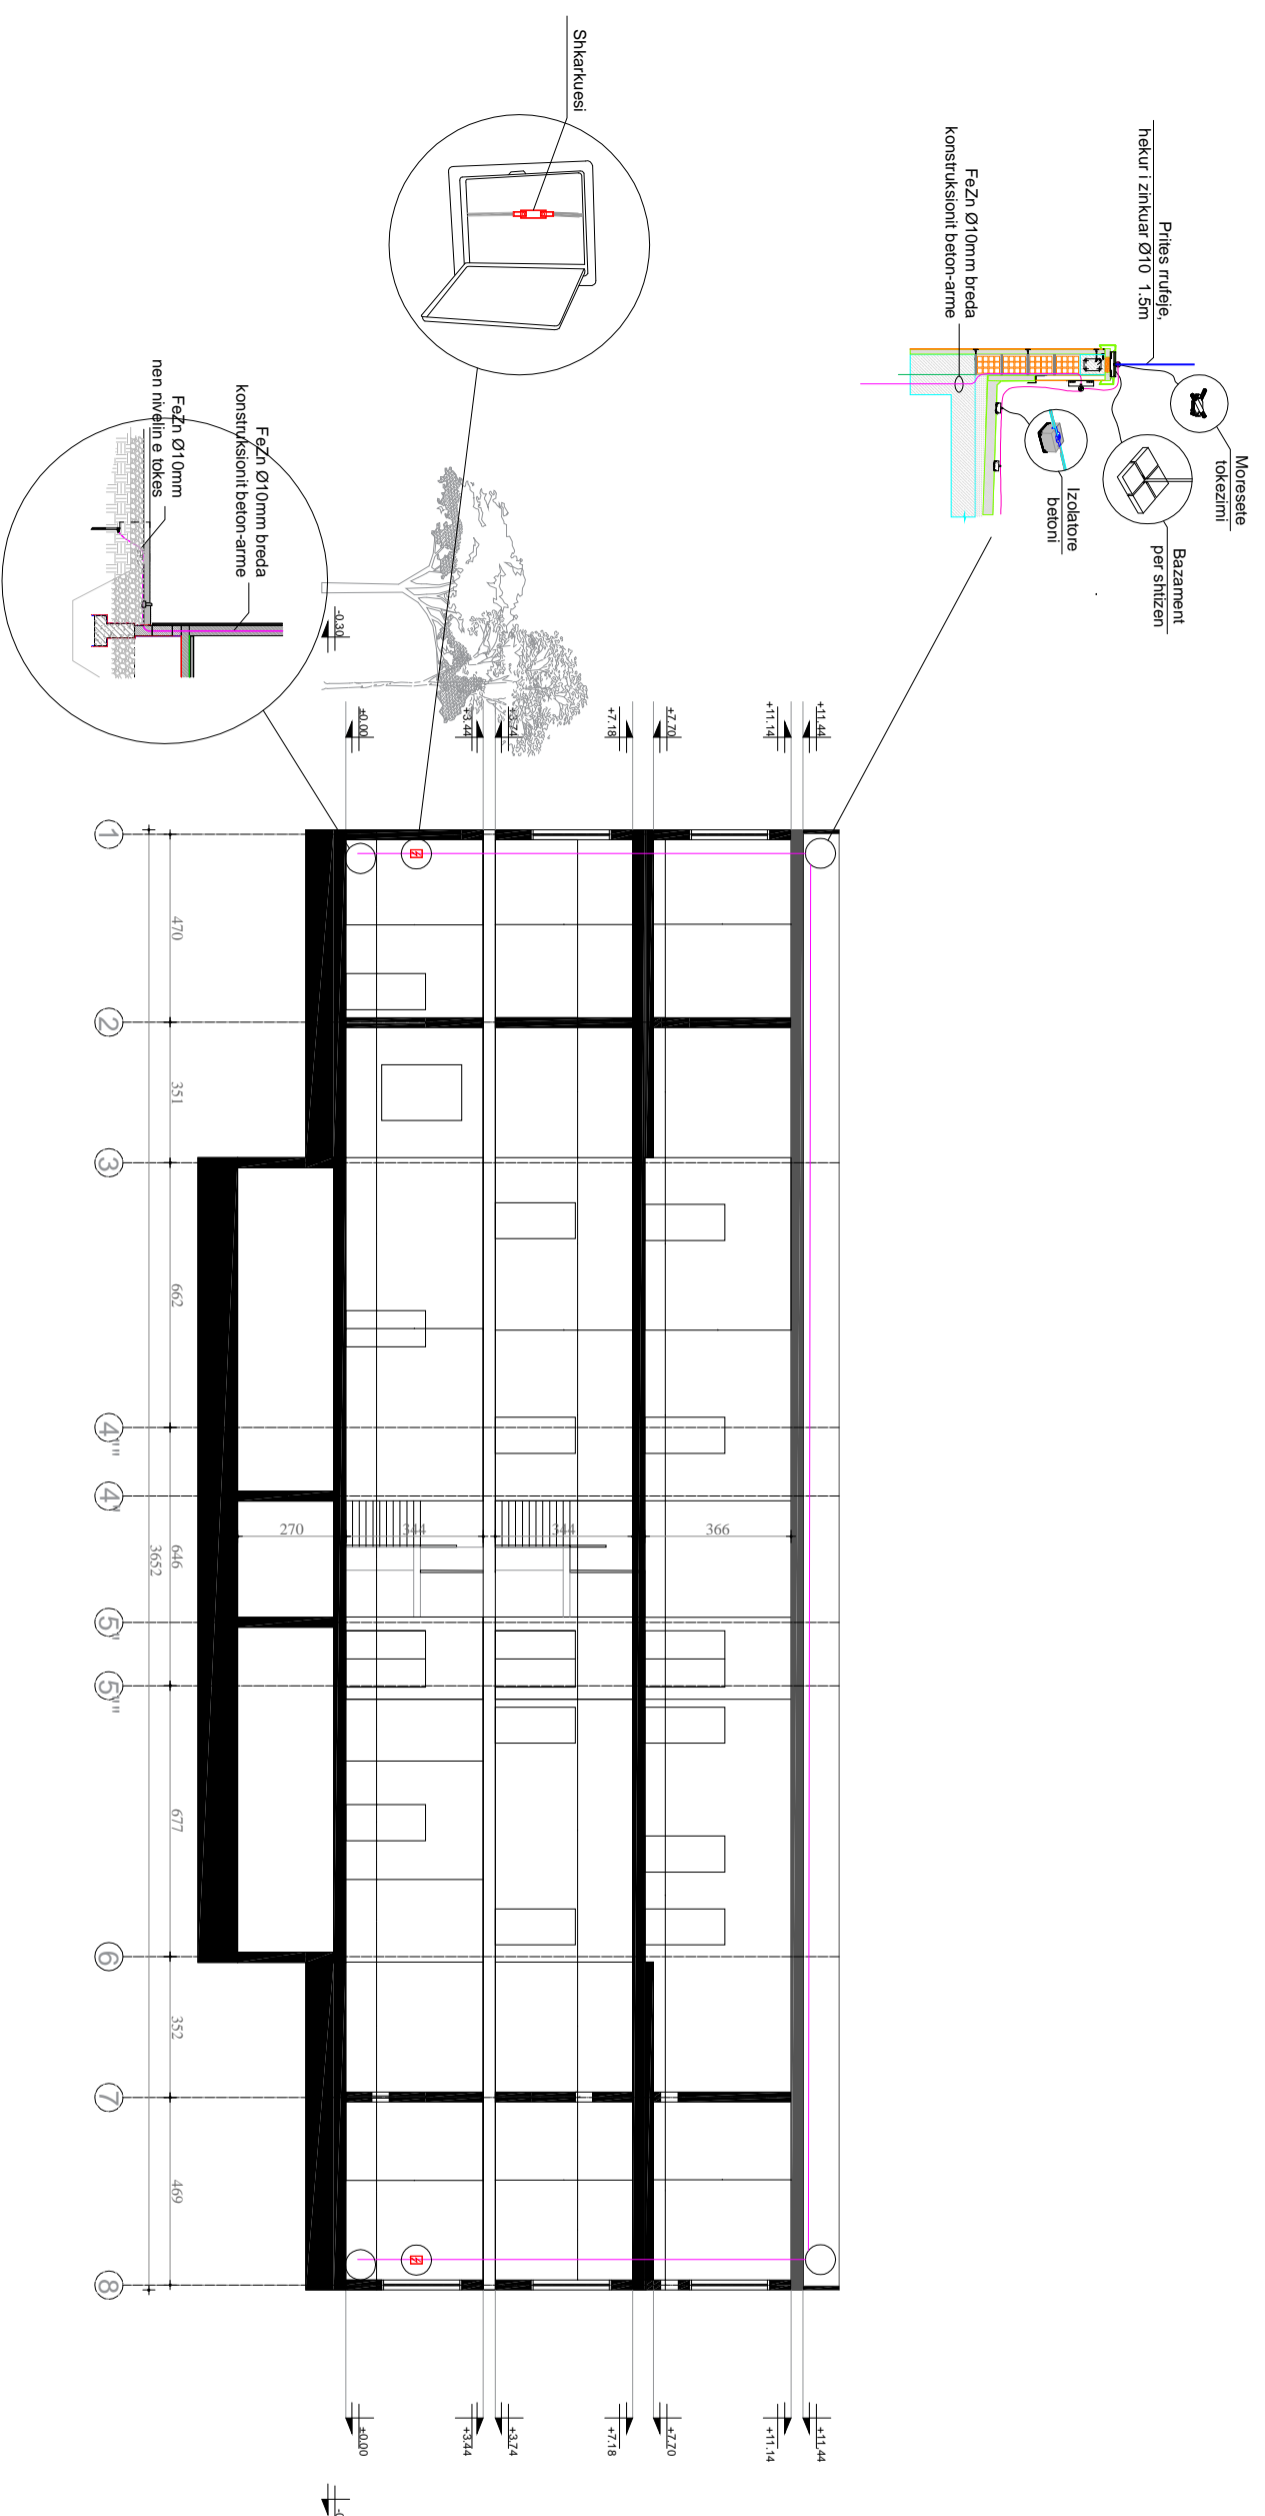 Prites rrufeje,
hekur i zinkuar Ø10 1.5m
Moresete
tokezimi
Bazament
per shtizen
Izolatore
betoni
FeZn Ø10mm breda
konstruksionit beton-arme
Shkarkuesi
FeZn Ø10mm breda
konstruksionit beton-arme
FeZn Ø10mm
nen nivelin e tokes
-0.30
+11.44
+11.14
+7.70
+7.18
+3.74
+3.44
±0.00
366
344
344
270
470
351
662
646
677
352
469
3652
1
2
3
4'''
4''
5''
5'''
6
7
8
+11.44
+11.14
+7.70
+7.18
+3.74
+3.44
±0.00